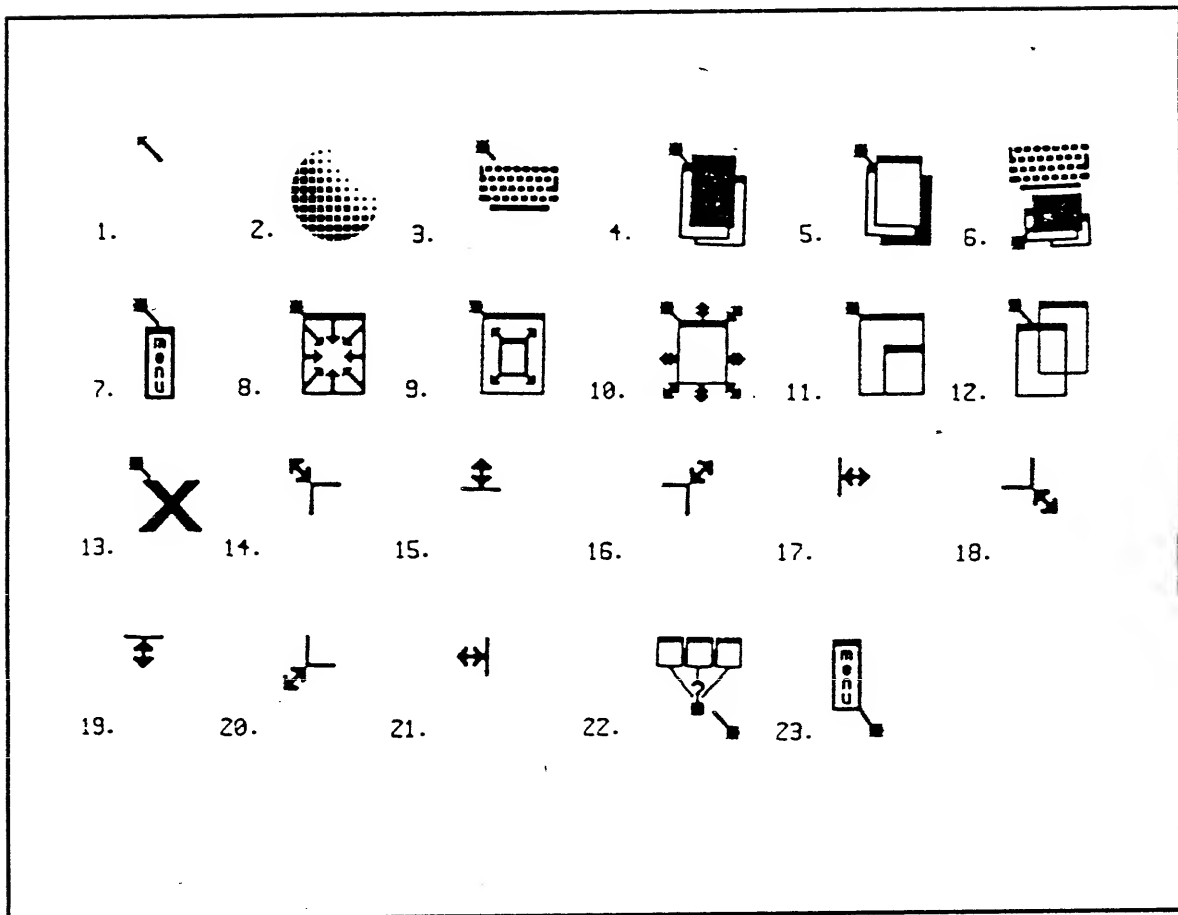 1. 2. 3. 4. 5. 6.
menu
7. 8. 9. 10. 11. 12.
13. 14. 15. 16. 17. 18.
? menu
19. 20. 21. 22. 23.